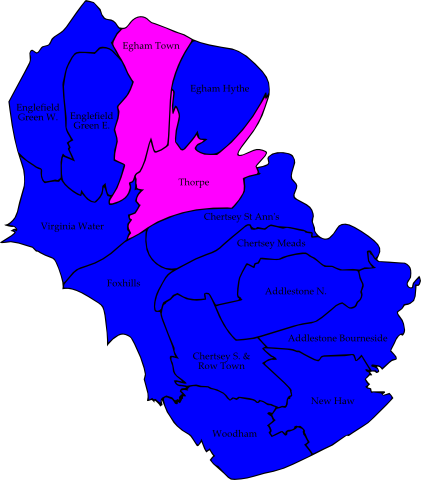 Egham Town
Egham Hythe
Englefield
Green W.
Englefield
Green E.
Thorpe
Chertsey St Ann's
Virginia Water
Chertsey Meads
Foxhills
Addlestone N.
Addlestone Bourneside
Chertsey S. &
Row Town
New Haw
Woodham